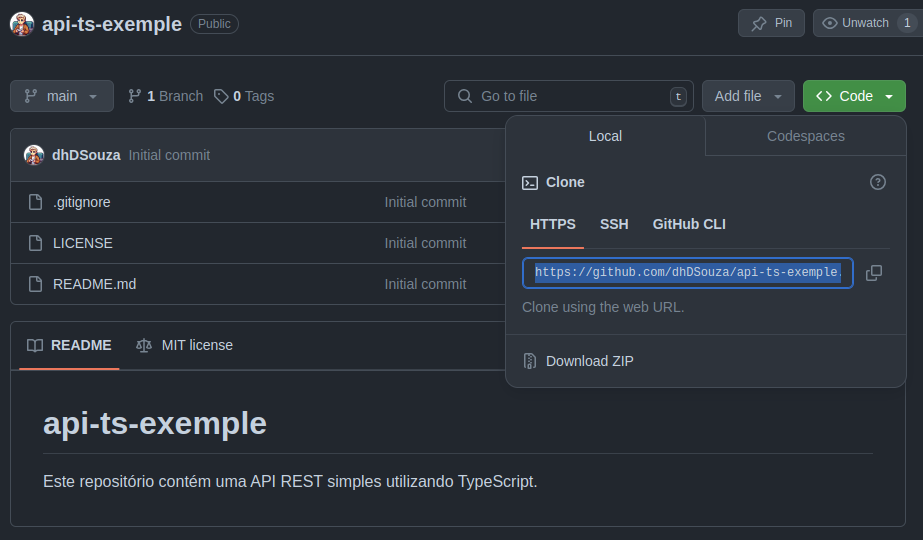 api-ts-exemple Public Pin Unwatch 1
main 1 Branch 0 Tags Go to file t Add file Code
dhDSouza Initial commit
.gitignore Initial commit
LICENSE Initial commit
README.md Initial commit
Local Codespaces
Clone
HTTPS SSH GitHub CLI
https://github.com/dhDSouza/api-ts-exemple.
Clone using the web URL.
Download ZIP
README MIT license
api-ts-exemple
Este repositório contém uma API REST simples utilizando TypeScript.